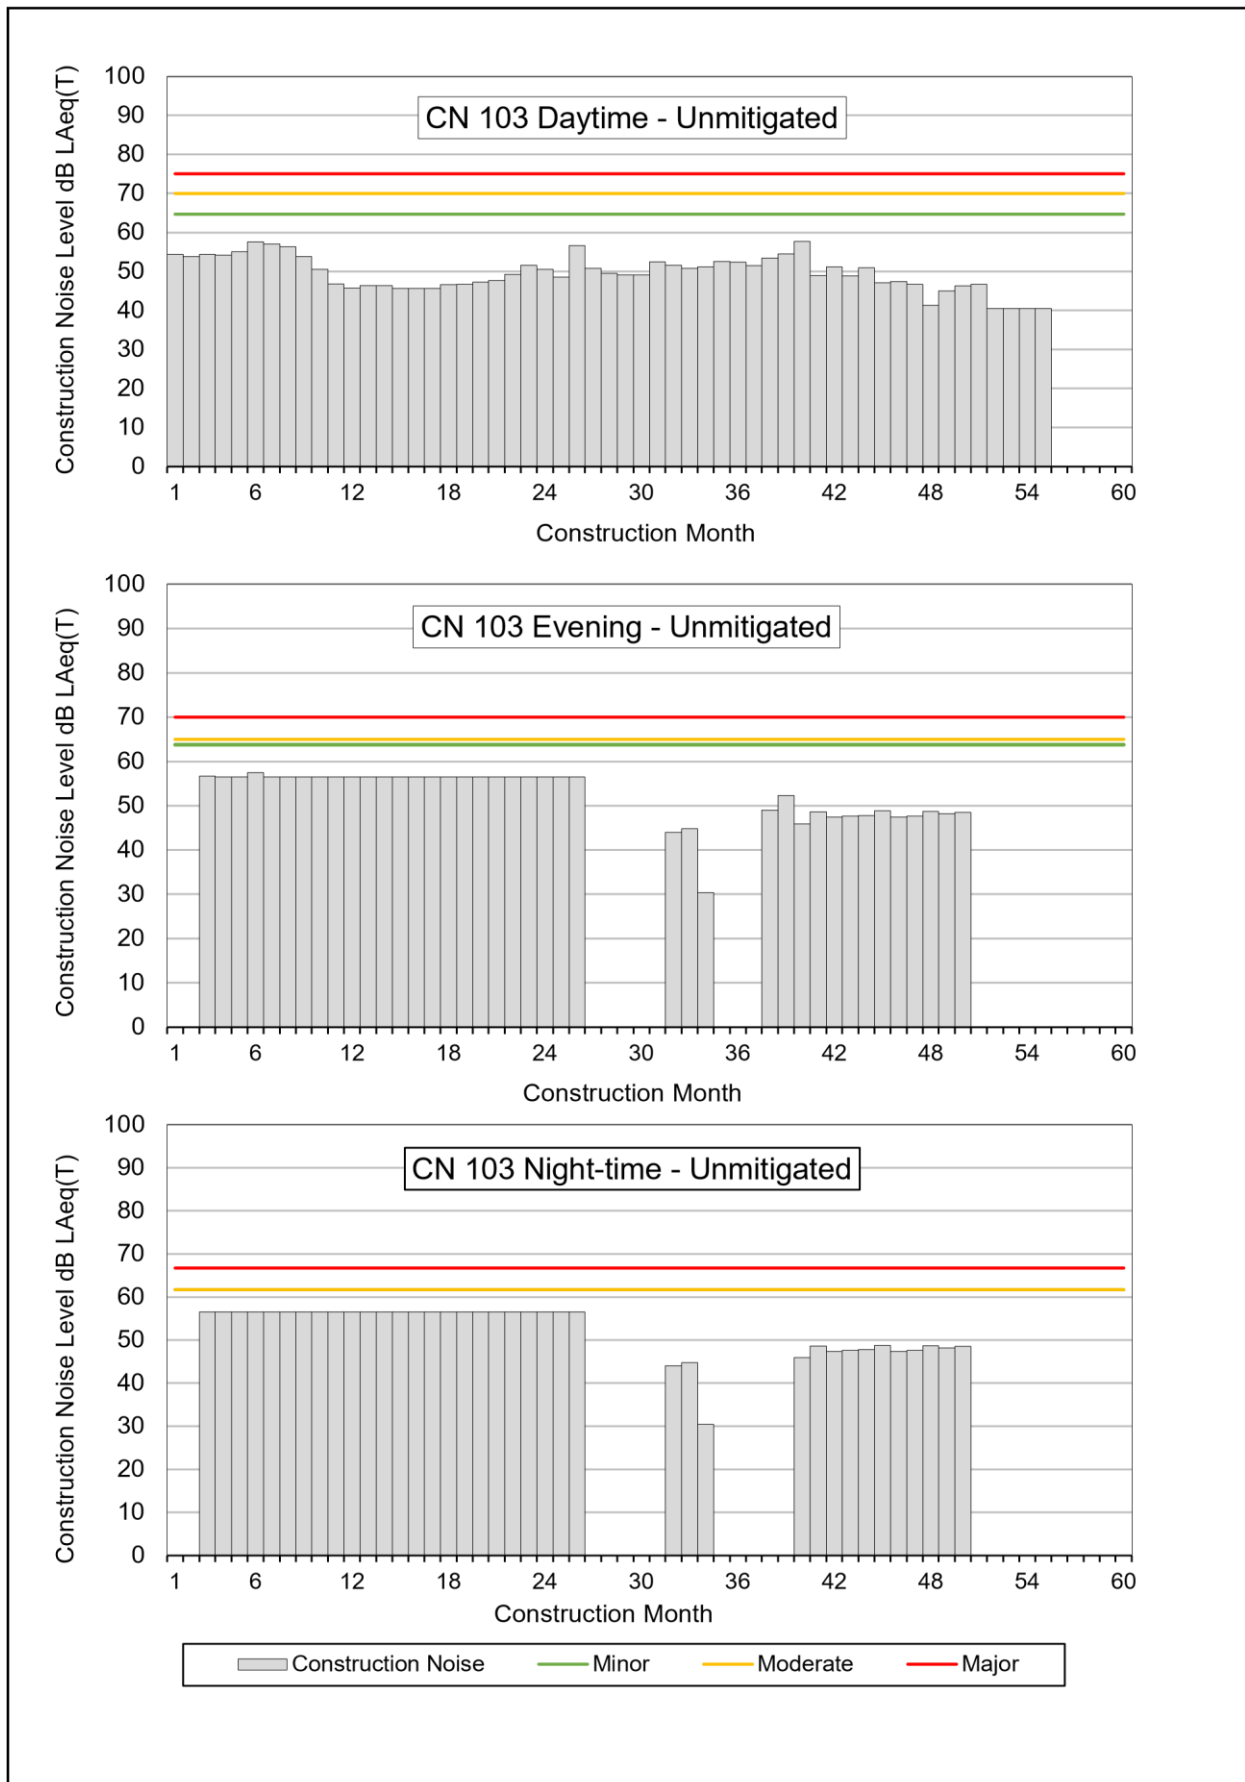 CN 103 Daytime - Unmitigated
Construction Noise Level dB LAeq(T)
100
90
80
70
60
50
40
30
20
10
0
1 6 12 18 24 30 36 42 48 54 60
Construction Month
CN 103 Evening - Unmitigated
Construction Noise Level dB LAeq(T)
100
90
80
70
60
50
40
30
20
10
0
1 6 12 18 24 30 36 42 48 54 60
Construction Month
CN 103 Night-time - Unmitigated
Construction Noise Level dB LAeq(T)
100
90
80
70
60
50
40
30
20
10
0
1 6 12 18 24 30 36 42 48 54 60
Construction Month
Construction Noise Minor Moderate Major